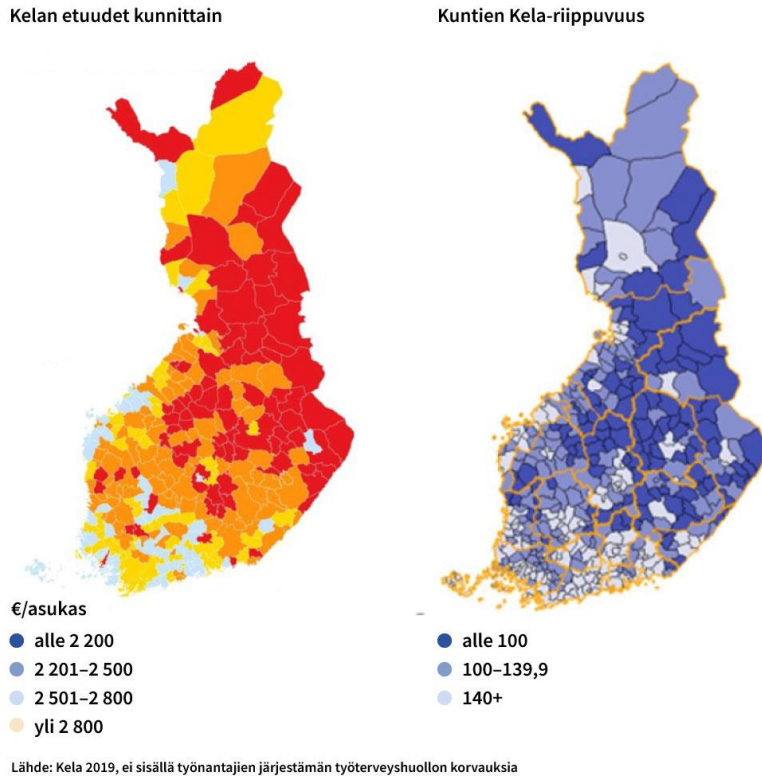 Kelan etuudet kunnittain
Kuntien Kela-riippuvuus
€/asukas
alle 2 200
2 201–2 500
2 501–2 800
yli 2 800
alle 100
100–139,9
140+
Lähde: Kela 2019, ei sisällä työnantajien järjestämän työterveyshuollon korvauksia